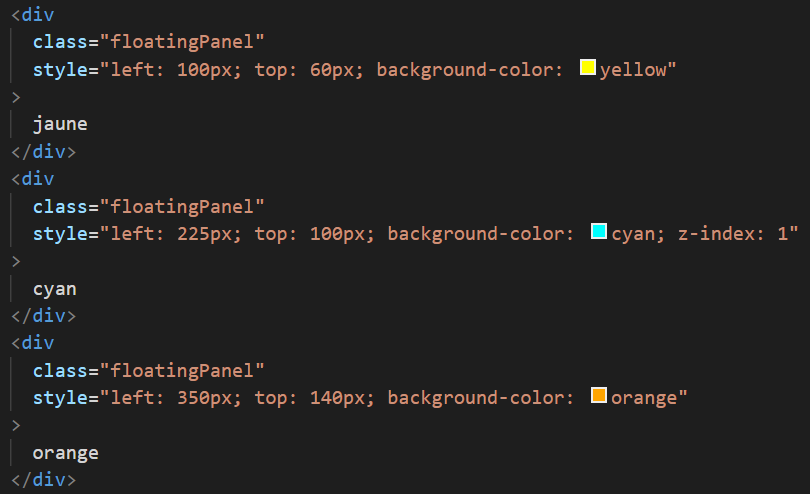 <div
class="floatingPanel"
style="left: 100px; top: 60px; background-color: yellow"
>
jaune
</div>
<div
class="floatingPanel"
style="left: 225px; top: 100px; background-color: cyan; z-index: 1"
>
cyan
</div>
<div
class="floatingPanel"
style="left: 350px; top: 140px; background-color: orange"
>
orange
</div>